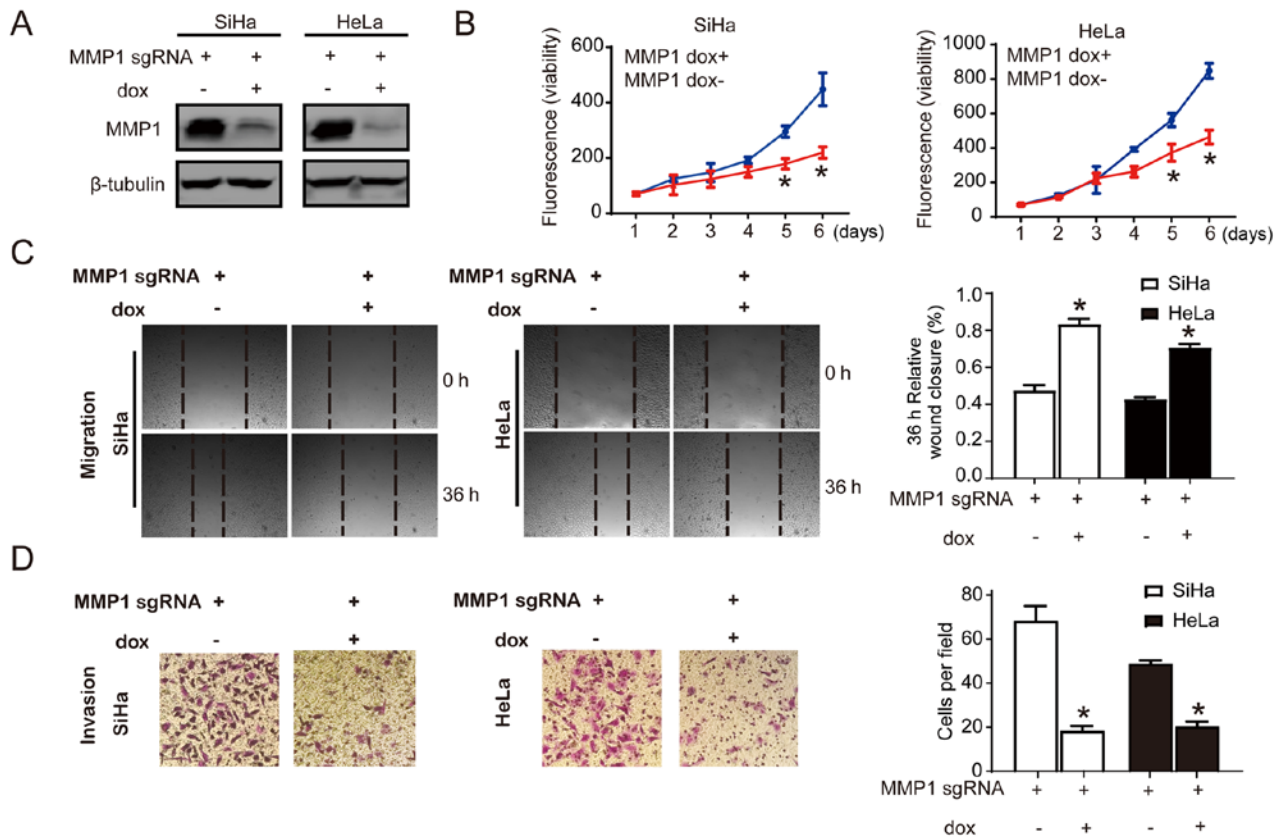 A
SiHa HeLa
MMP1 sgRNA + + + +
dox - + - +
MMP1
β-tubulin
B
SiHa
MMP1 dox+
MMP1 dox-
Fluorescence (viability)
600
400
200
0
1 2 3 4 5 6 (days)
* *
HeLa
MMP1 dox+
MMP1 dox-
Fluorescence (viability)
1000
800
600
400
200
0
1 2 3 4 5 6 (days)
* *
C
MMP1 sgRNA + +
dox - +
Migration
SiHa
0 h
36 h
MMP1 sgRNA + +
dox - +
HeLa
0 h
36 h
SiHa
HeLa
36 h Relative
wound closure (%)
1.0
0.8
0.6
0.4
0.2
0.0
* *
MMP1 sgRNA + + + +
dox - + - +
D
MMP1 sgRNA + +
dox - +
Invasion
SiHa
MMP1 sgRNA + +
dox - +
HeLa
SiHa
HeLa
Cells per field
80
60
40
20
0
* *
MMP1 sgRNA + + + +
dox - + - +